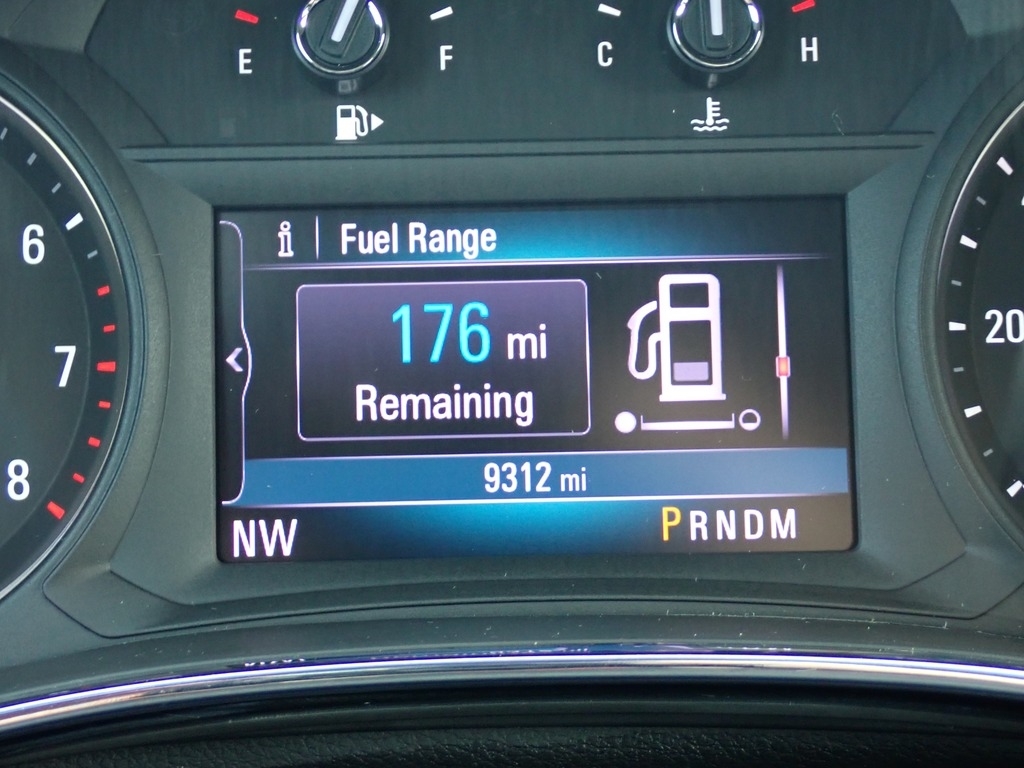 E F C H
i Fuel Range
176 mi
Remaining
9312 mi
NW PRNDM
6
7
8
20